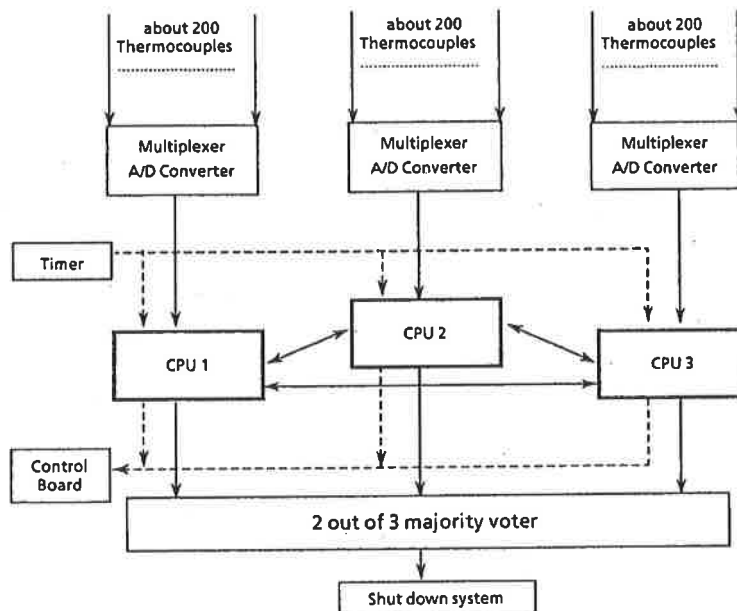 about 200
Thermocouples
about 200
Thermocouples
about 200
Thermocouples
Multiplexer
A/D Converter
Multiplexer
A/D Converter
Multiplexer
A/D Converter
Timer
CPU 1
CPU 2
CPU 3
Control
Board
2 out of 3 majority voter
Shut down system